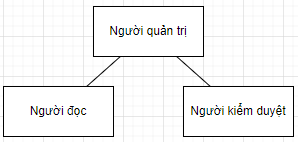 Người quản trị
Người đọc
Người kiểm duyệt